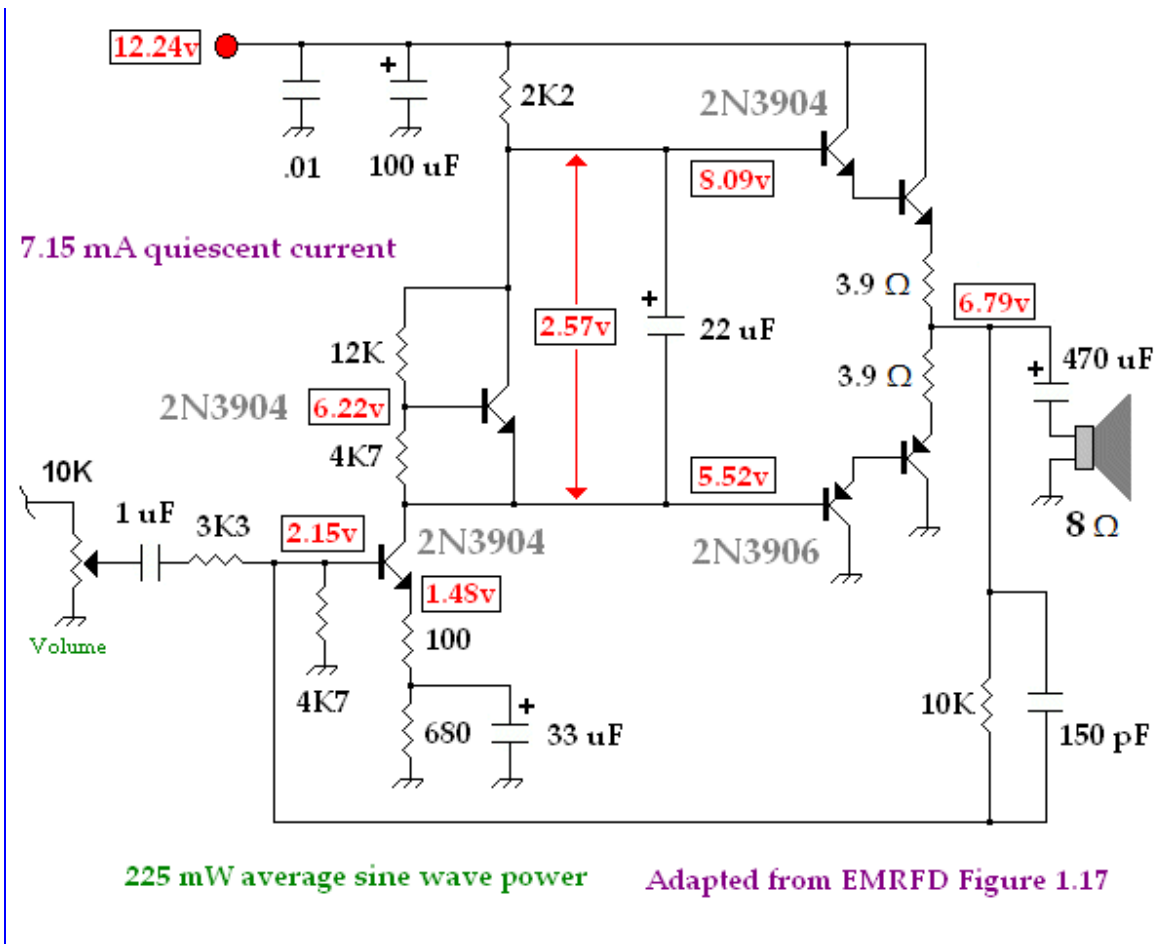 12.24v
2K2
2N3904
.01
100 uF
8.09v
7.15 mA quiescent current
3.9 Ω
6.79v
2.57v
22 uF
12K
470 uF
3.9 Ω
2N3904
6.22v
4K7
10K
5.52v
1 uF
3K3
2.15v
2N3904
2N3906
8 Ω
1.48v
Volume
100
4K7
680
33 uF
10K
150 pF
225 mW average sine wave power
Adapted from EMRFD Figure 1.17